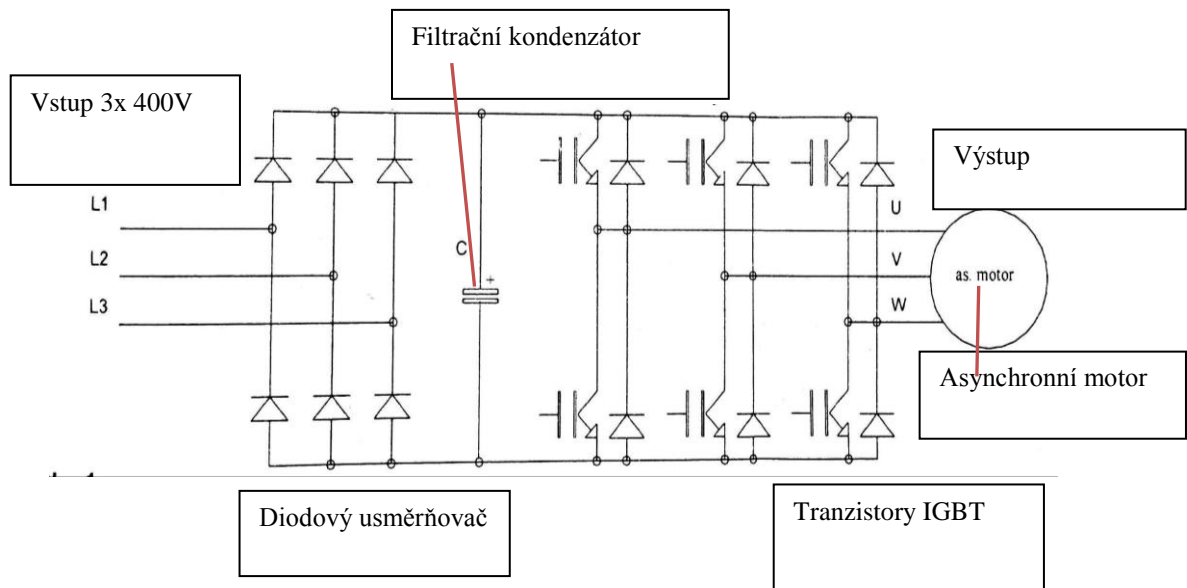 Filtrační kondenzátor
Vstup 3x 400V
Výstup
L1
U
L2
C
+
V
as. motor
L3
W
Asynchronní motor
Diodový usměrňovač
Tranzistory IGBT